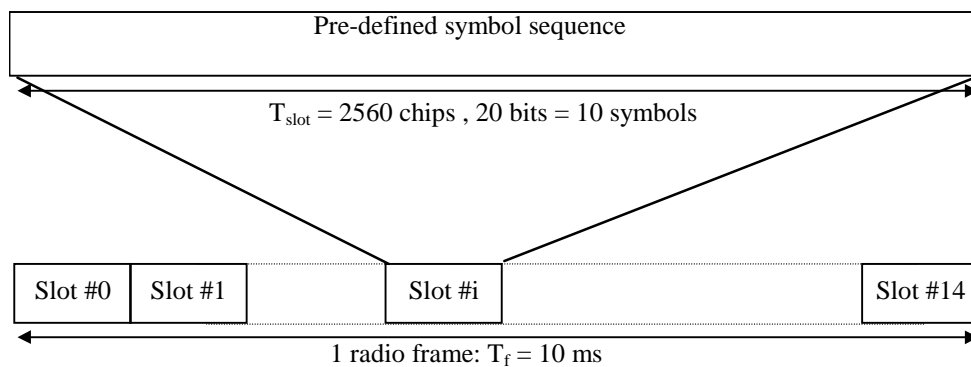 Pre-defined symbol sequence
T_slot = 2560 chips , 20 bits = 10 symbols
Slot #0 Slot #1 Slot #i Slot #14
1 radio frame: T_f = 10 ms